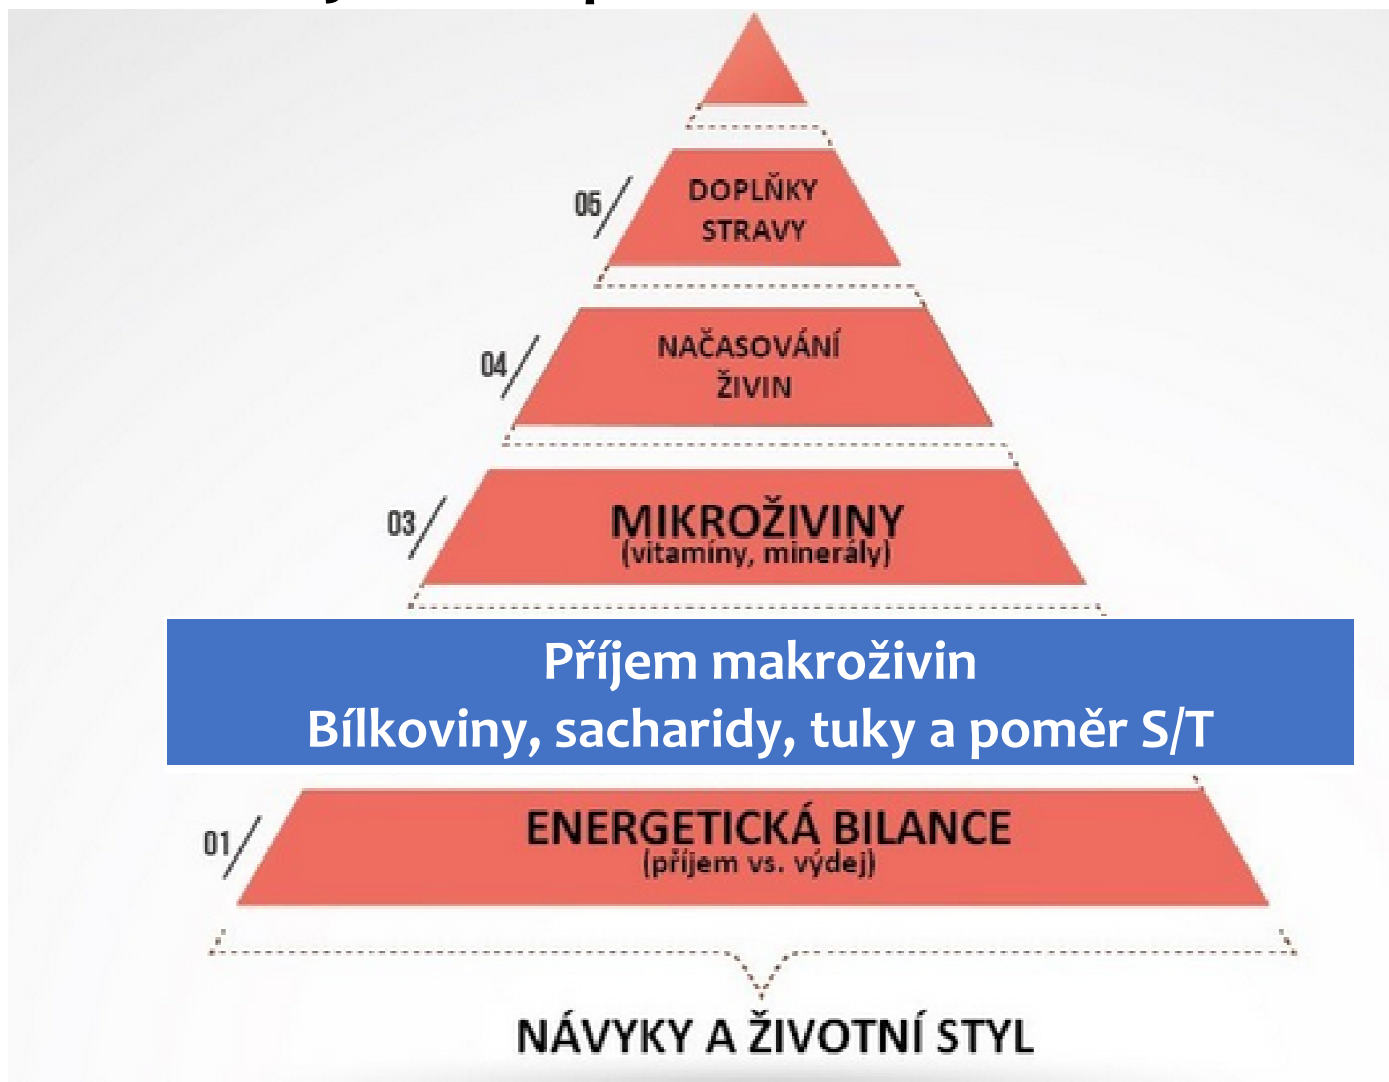 05
DOPLŇKY
STRAVY
04
NAČASOVÁNÍ
ŽIVIN
03
MIKROŽIVINY
(vitamíny, minerály)
Příjem makroživin
Bílkoviny, sacharidy, tuky a poměr S/T
01
ENERGETICKÁ BILANCE
(příjem vs. výdej)
NÁVYKY A ŽIVOTNÍ STYL